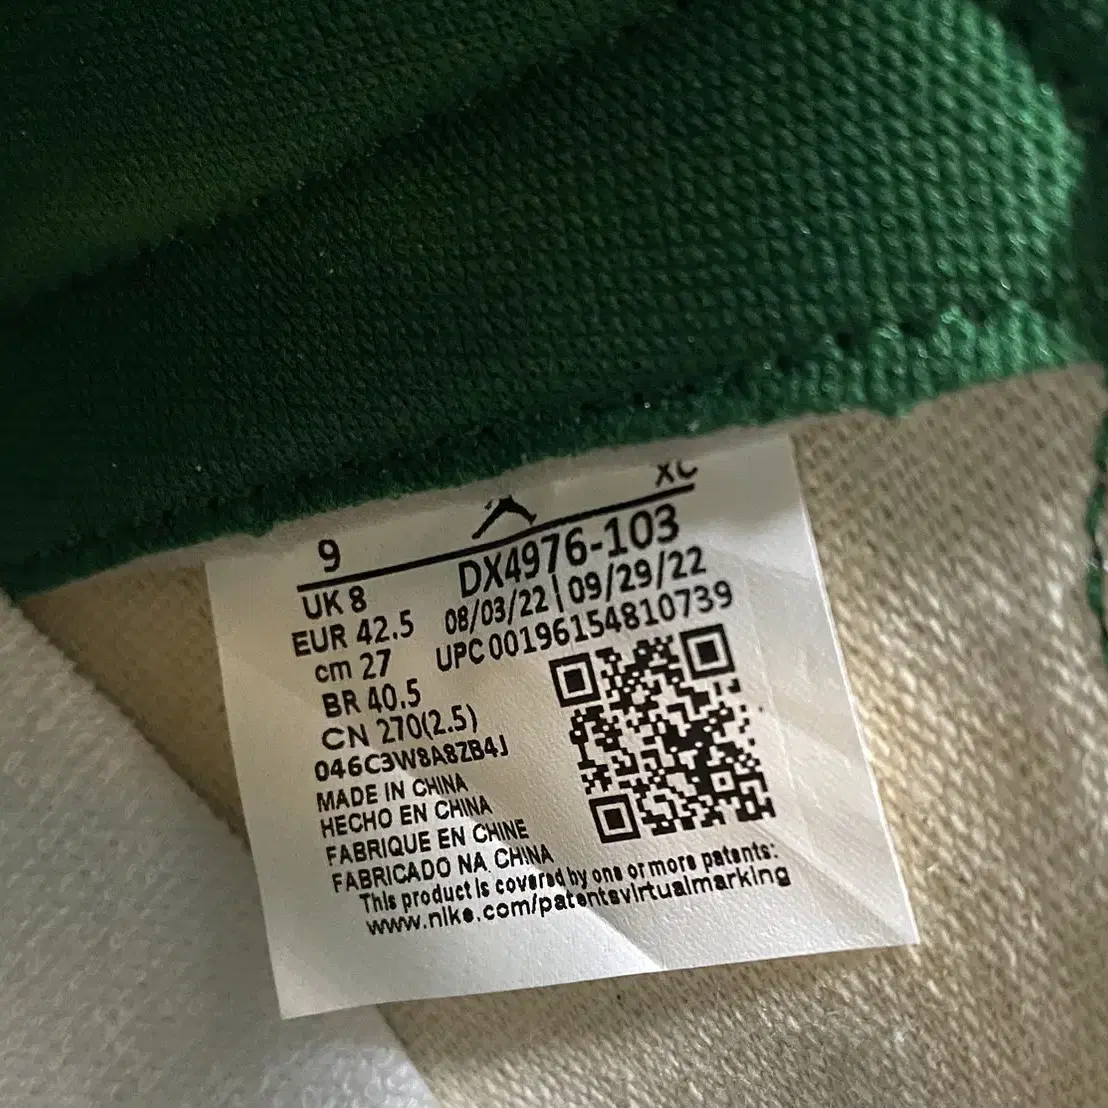 9 XC
UK 8 DX4976-103
EUR 42.5 08/03/22 | 09/29/22
cm 27 UPC 00196154810739
BR 40.5
CN 270(2.5)
046C3W8A8ZB4J
MADE IN CHINA
HECHO EN CHINA
FABRIQUE EN CHINE
FABRICADO NA CHINA
This product is covered by one or more patents:
www.nike.com/patentsvirtualmarking